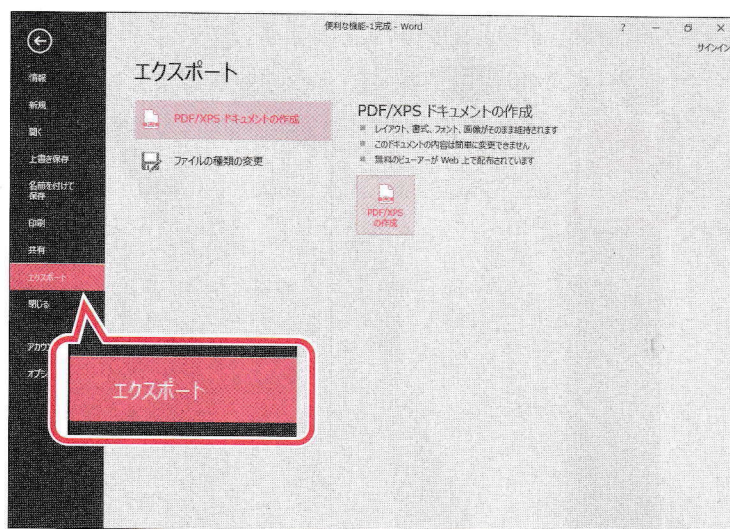 便利な機能-1完成 - Word
サインイン
情報
新規
開く
上書き保存
名前を付けて
保存
印刷
共有
エクスポート
閉じる
エクスポート
PDF/XPS ドキュメントの作成
ファイルの種類の変更
PDF/XPS ドキュメントの作成
レイアウト、書式、フォント、画像がそのまま維持されます
このドキュメントの内容は簡単に変更できません
無料のビューアーが Web 上で配布されています
PDF/XPS
の作成
エクスポート